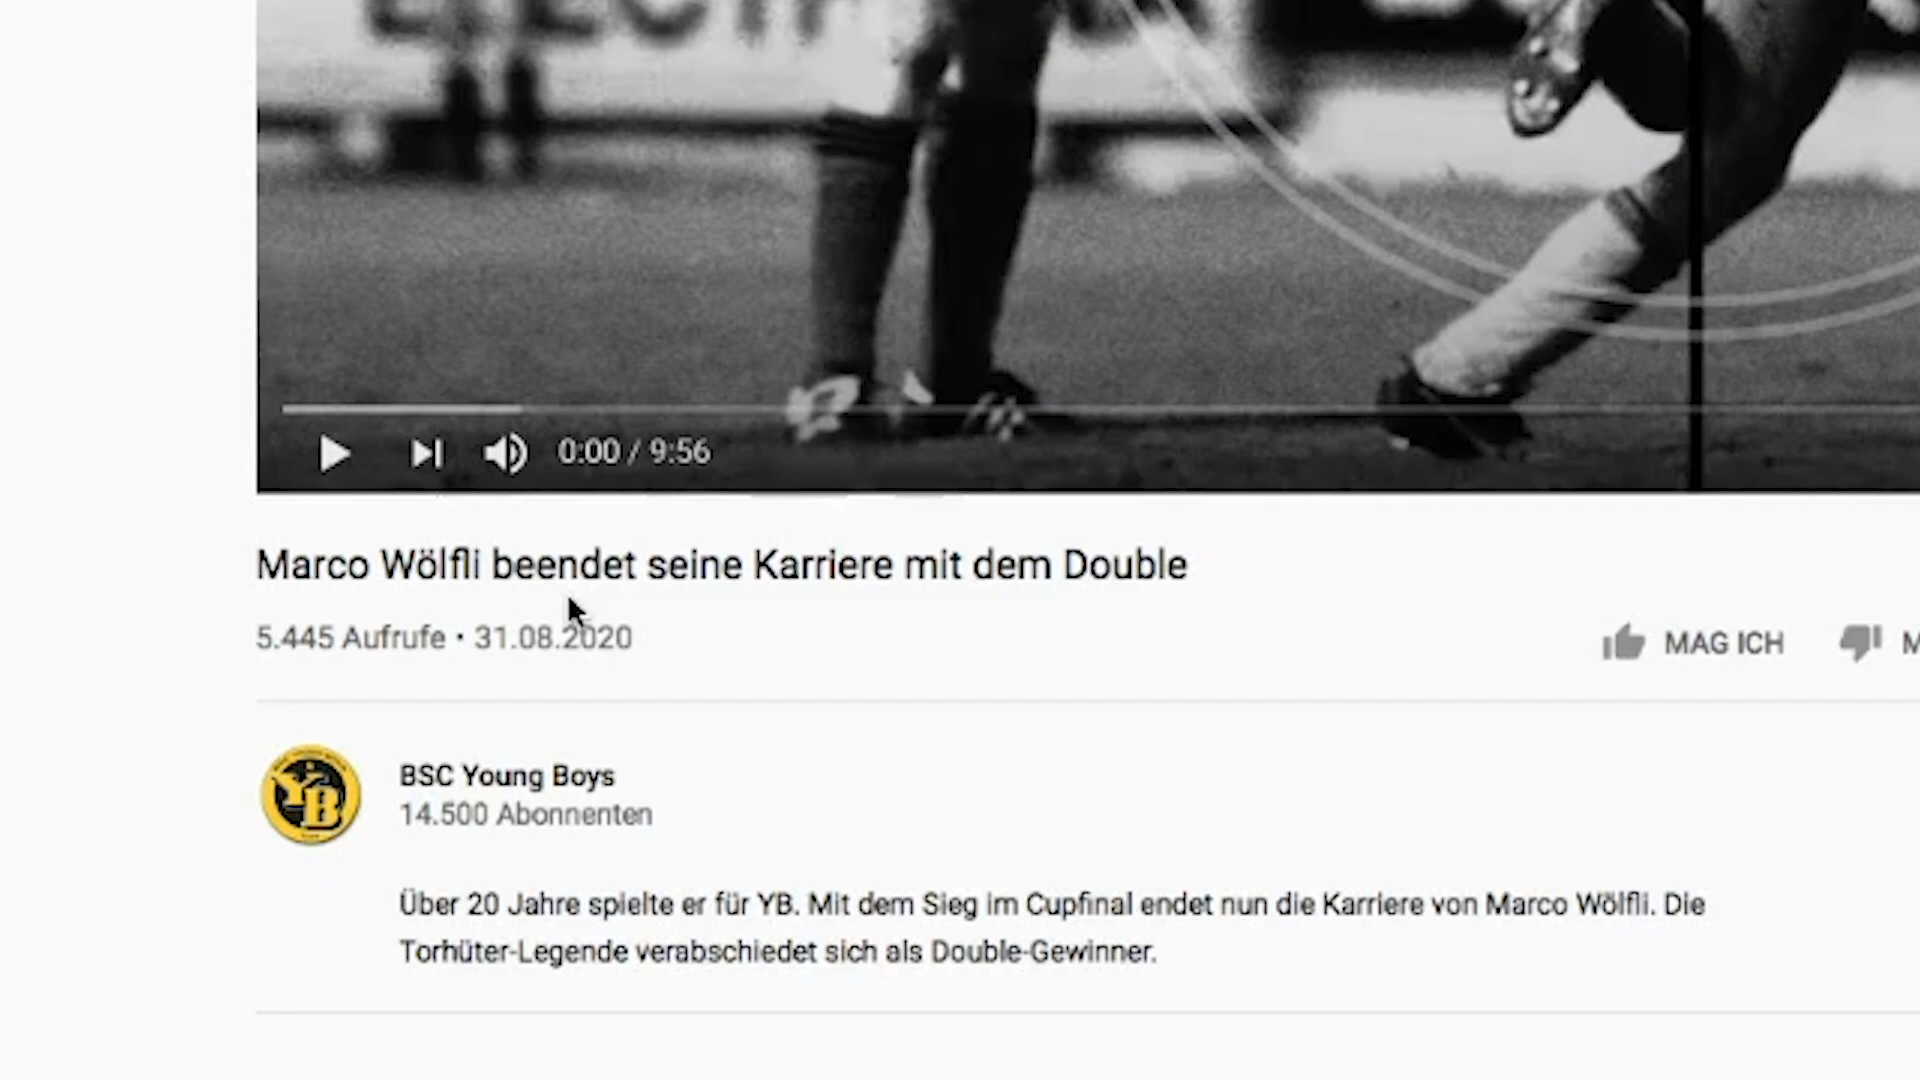 0:00 / 9:56
Marco Wölfli beendet seine Karriere mit dem Double
5.445 Aufrufe • 31.08.2020
MAG ICH
M
YB
BSC Young Boys
14.500 Abonnenten
Über 20 Jahre spielte er für YB. Mit dem Sieg im Cupfinal endet nun die Karriere von Marco Wölfli. Die
Torhüter-Legende verabschiedet sich als Double-Gewinner.